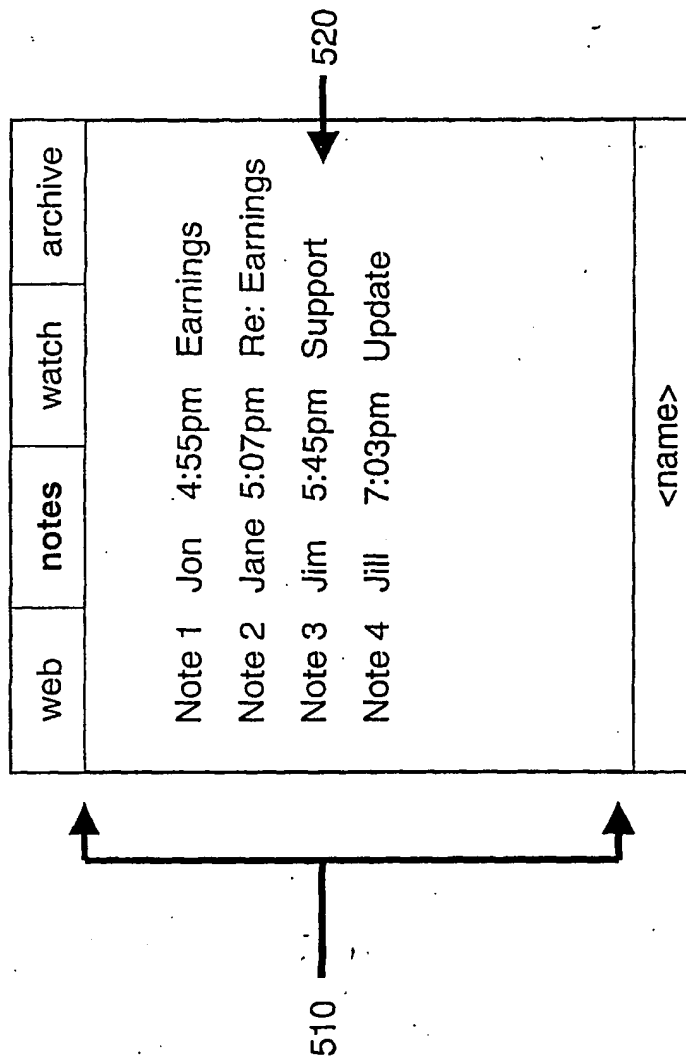 web notes watch archive
Note 1 Jon 4:55pm Earnings
Note 2 Jane 5:07pm Re: Earnings
Note 3 Jim 5:45pm Support
Note 4 Jill 7:03pm Update
<name>
510
520